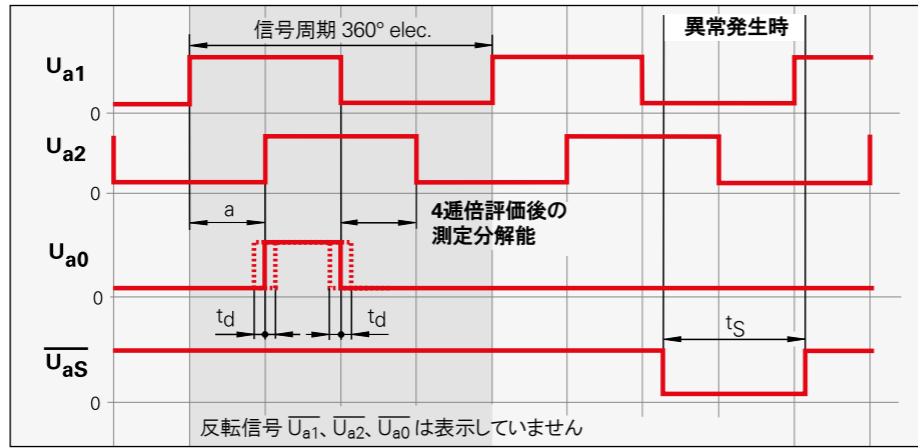 信号周期 360° elec.
異常発生時
Ua1
0
Ua2
0
a
4逓倍評価後の
測定分解能
Ua0
0
td
td
tS
UaS
0
反転信号 Ua1、Ua2、Ua0 は表示していません